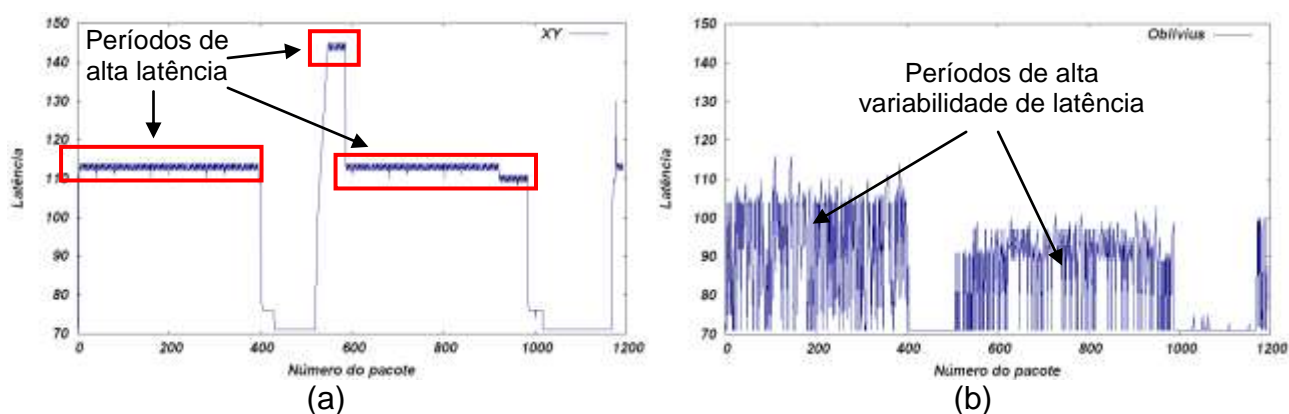 150
140
130
120
110
100
90
80
70
Latência
XY
Períodos de
alta latência
0
200
400
600
800
1000
1200
Número do pacote
(a)
150
140
130
120
110
100
90
80
70
Latência
Oblivius
Períodos de alta
variabilidade de latência
0
200
400
600
800
1000
1200
Número do pacote
(b)